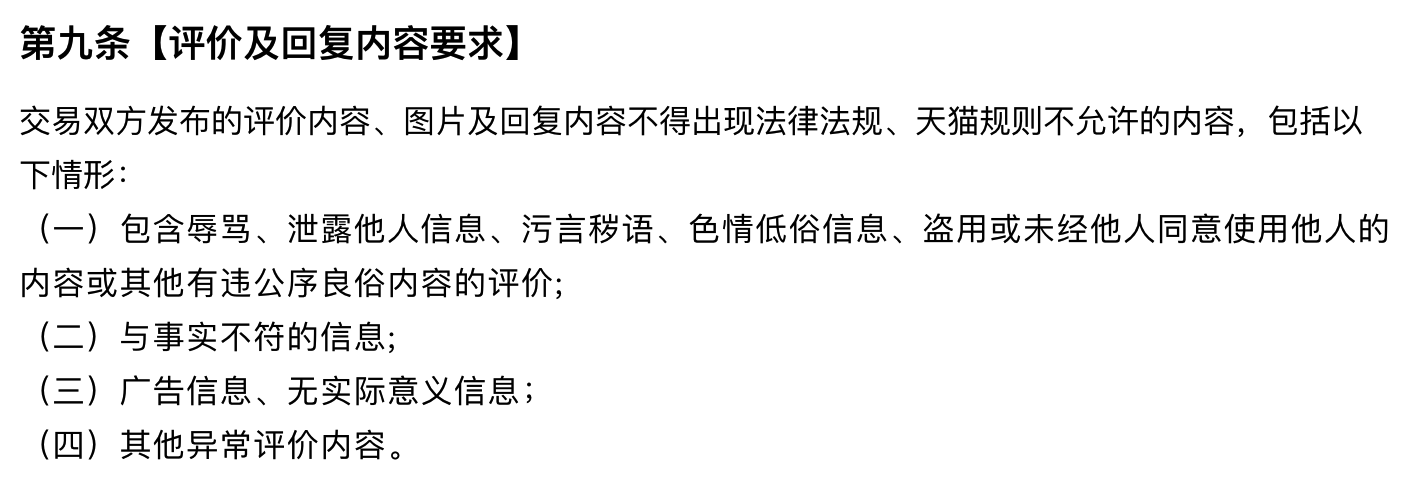 第九条【评价及回复内容要求】
交易双方发布的评价内容、图片及回复内容不得出现法律法规、天猫规则不允许的内容，包括以
下情形：
（一）包含辱骂、泄露他人信息、污言秽语、色情低俗信息、盗用或未经他人同意使用他人的
内容或其他有违公序良俗内容的评价;
（二）与事实不符的信息;
（三）广告信息、无实际意义信息；
（四）其他异常评价内容。